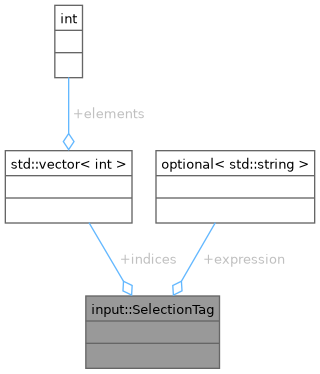 int
+elements
std::vector< int >
optional< std::string >
+indices
+expression
input::SelectionTag